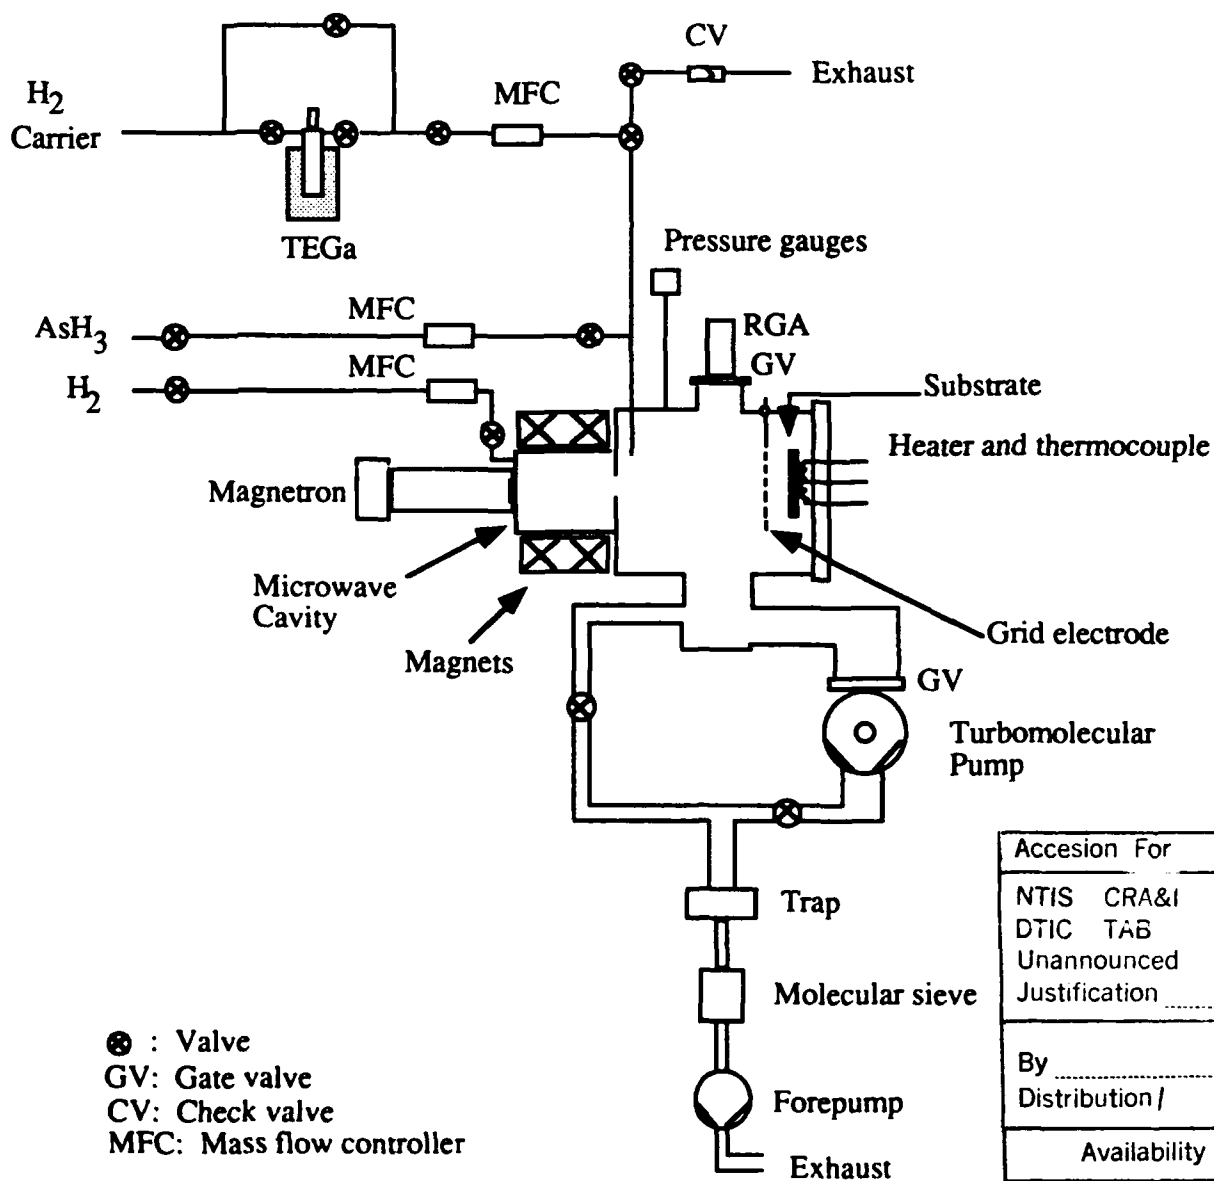 CV
Exhaust
H2
Carrier
MFC
TEGa
Pressure gauges
AsH3
MFC
RGA
GV
H2
MFC
Substrate
Heater and thermocouple
Magnetron
Microwave
Cavity
Magnets
Grid electrode
GV
Turbomolecular
Pump
Trap
Molecular sieve
Forepump
Exhaust
⊗ : Valve
GV: Gate valve
CV: Check valve
MFC: Mass flow controller
Accesion For
NTIS CRA&I
DTIC TAB
Unannounced
Justification
By
Distribution /
Availability